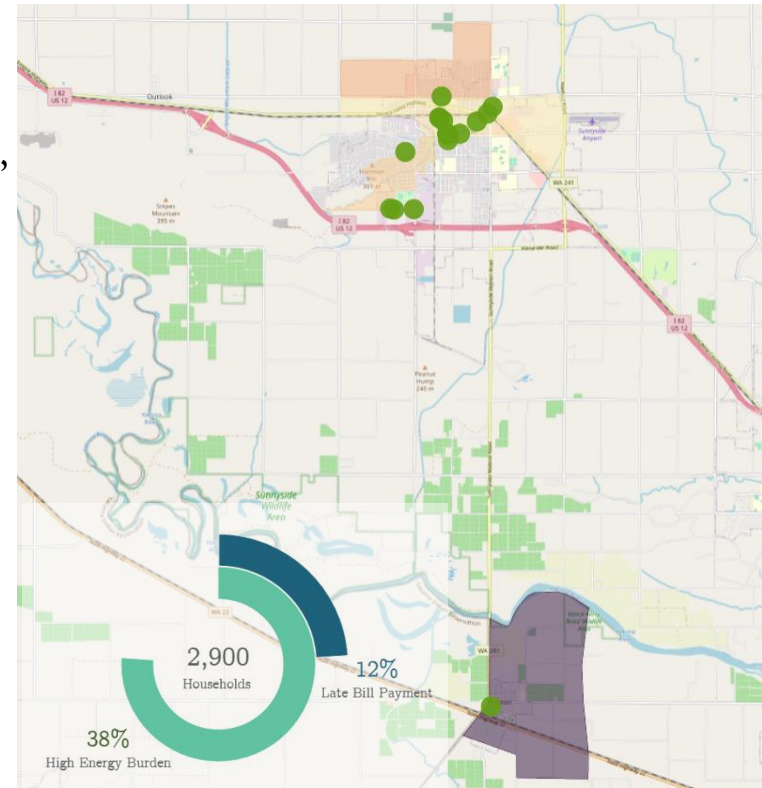 ,
I 82
US 12
Outlook
Sunnyside
Airport
WA 241
Snipes
Mountain
395 m
I 82
US 12
Alexander Road
I 82
US 12
Peanut
Hump
240 m
Sunnyside
Wildlife
Area
WA 22
WA 241
2,900
Households
12%
Late Bill Payment
38%
High Energy Burden